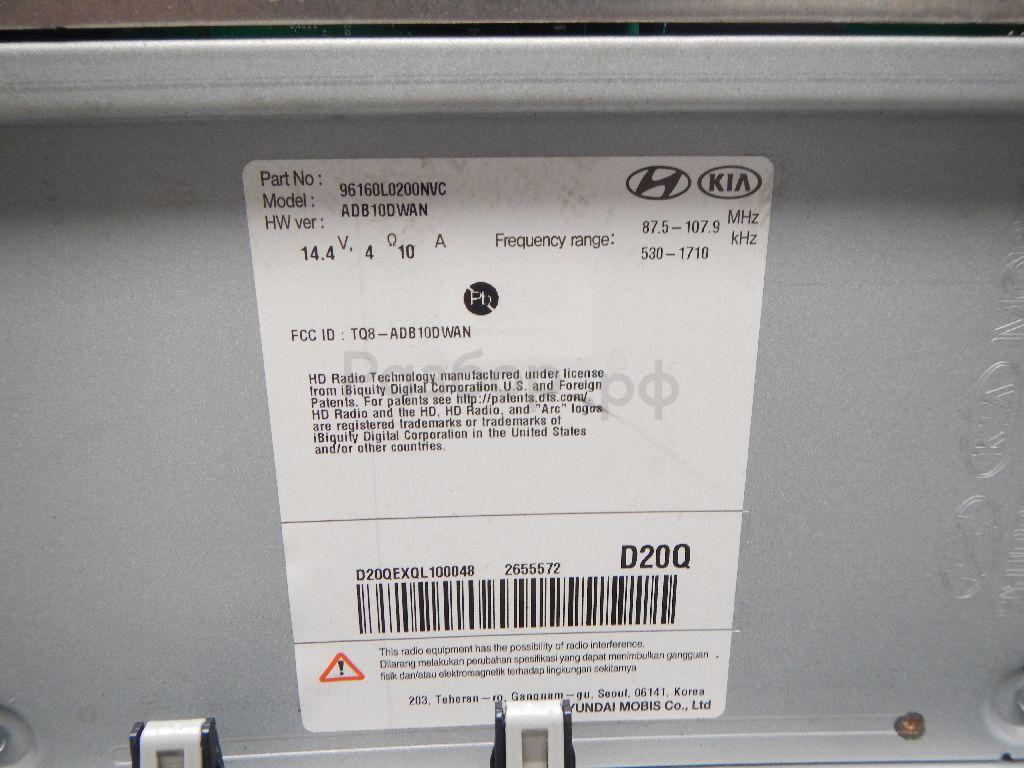 Part No : 96160L0200NVC
Model : ADB10DWAN
HW ver :
KIA
14.4 V, 4 Ω 10 A
Frequency range: 87.5-107.9 MHz
530-1710 kHz
Pb
FCC ID : TQ8-ADB10DWAN
HD Radio Technology manufactured under license
from iBiquity Digital Corporation.U.S. and Foreign
Patents. For patents see http://patents.dts.com/.
HD Radio and the HD, HD Radio, and "Arc" logos
are registered trademarks or trademarks of
iBiquity Digital Corporation in the United States
and/or other countries.
D20Q
D20QEXQL100048 2655572
This radio equipment has the possibility of radio interference.
Dilarang melakukan perubahan spesifikasi yang dapat menimbulkan gangguan
fisik dan/atau elektromagnetik terhadap lingkungan sekitarnya
203, Teheran-ro, Gangnam-gu, Seoul, 06141, Korea
HYUNDAI MOBIS Co., Ltd